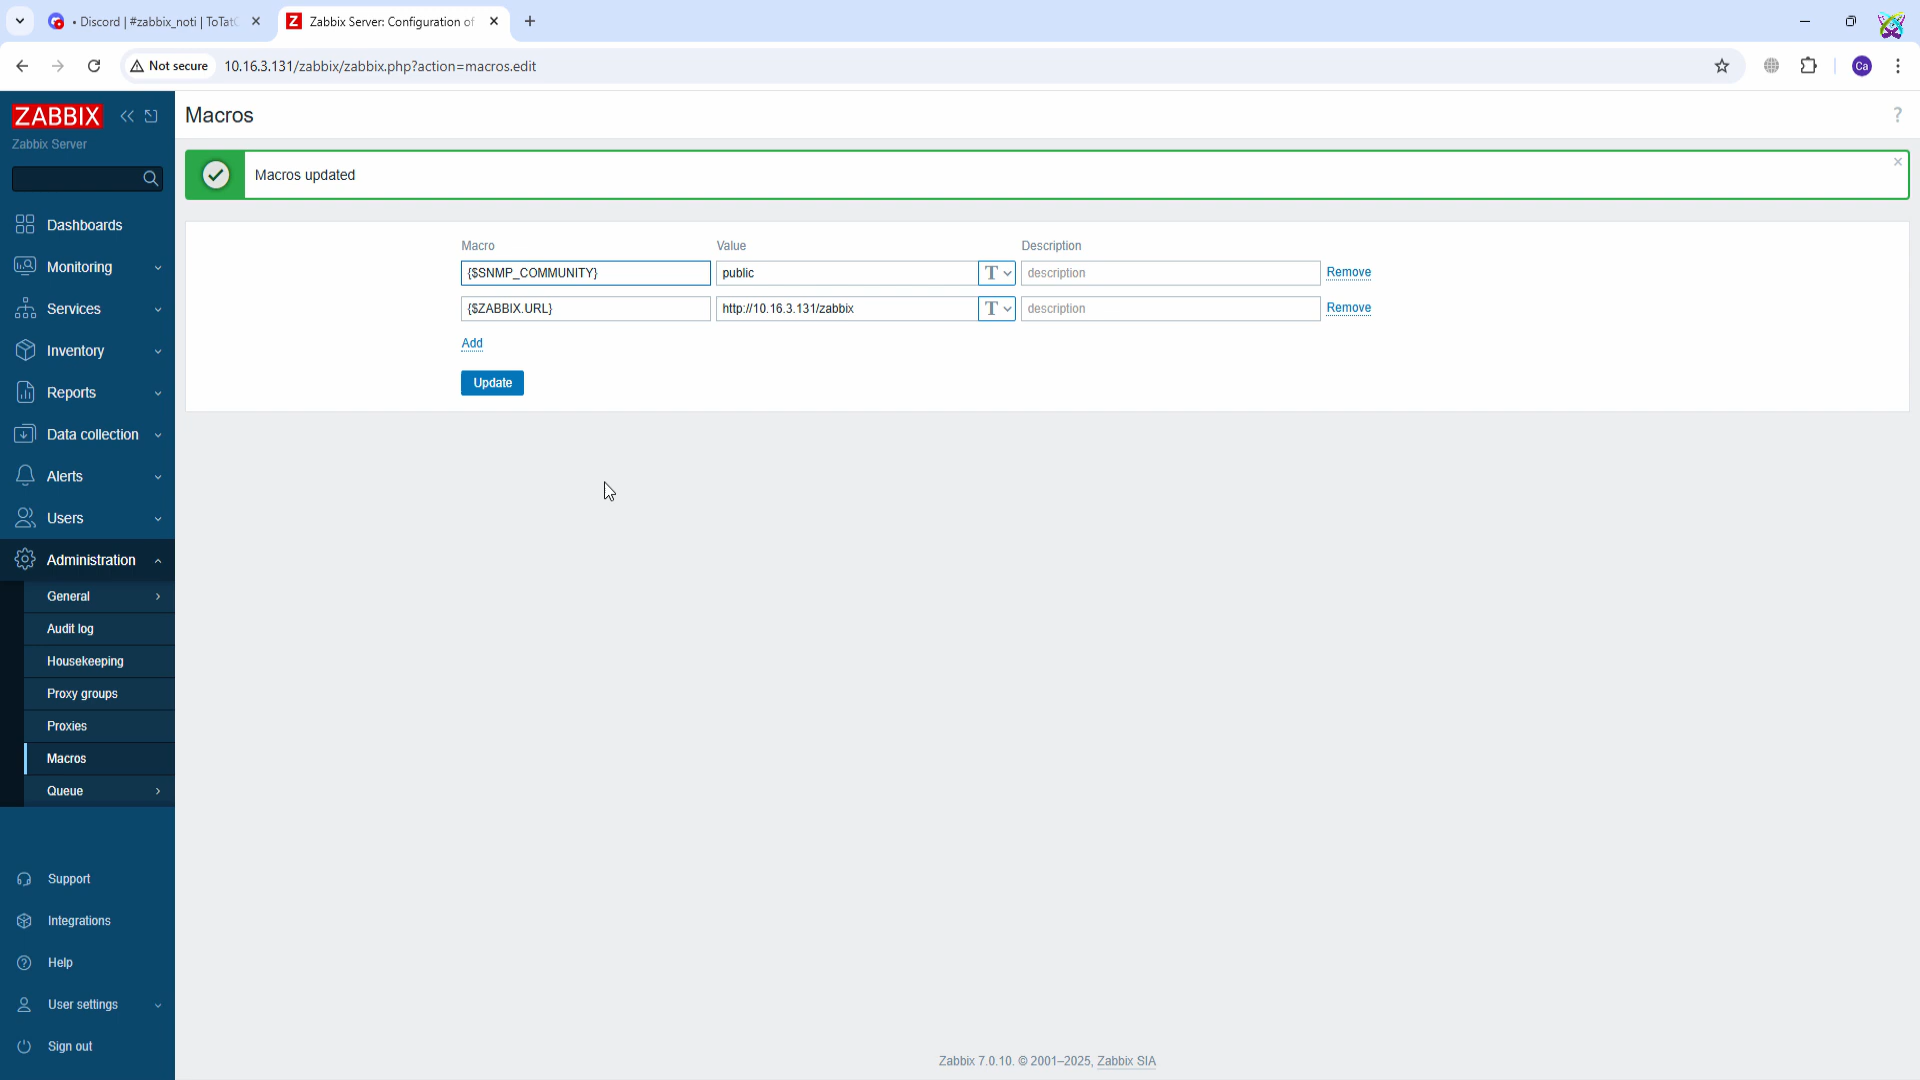 • Discord | #zabbix_noti | ToTat
Zabbix Server: Configuration of
Not secure
10.16.3.131/zabbix/zabbix.php?action=macros.edit
Ca
ZABBIX
Zabbix Server
Dashboards
Monitoring
Services
Inventory
Reports
Data collection
Alerts
Users
Administration
General
Audit log
Housekeeping
Proxy groups
Proxies
Macros
Queue
Support
Integrations
Help
User settings
Sign out
Macros
?
Macros updated
Macro Value Description
{$SNMP_COMMUNITY} public T description Remove
{$ZABBIX.URL} http://10.16.3.131/zabbix T description Remove
Add
Update
Zabbix 7.0.10. © 2001–2025, Zabbix SIA